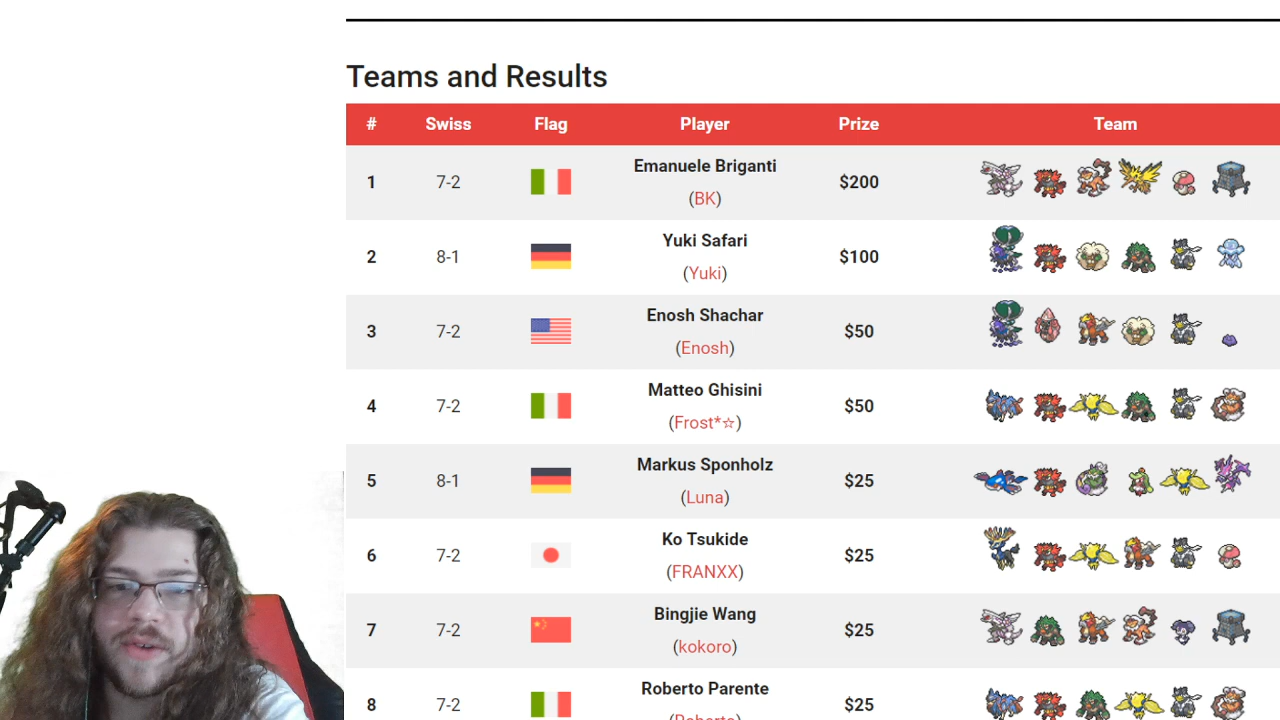 Teams and Results
# Swiss Flag Player Prize Team
1 7-2 Emanuele Briganti $200
(BK)
2 8-1 Yuki Safari $100
(Yuki)
3 7-2 Enosh Shachar $50
(Enosh)
4 7-2 Matteo Ghisini $50
(Frost*☆)
5 8-1 Markus Sponholz $25
(Luna)
6 7-2 Ko Tsukide $25
(FRANXX)
7 7-2 Bingjie Wang $25
(kokoro)
8 7-2 Roberto Parente $25